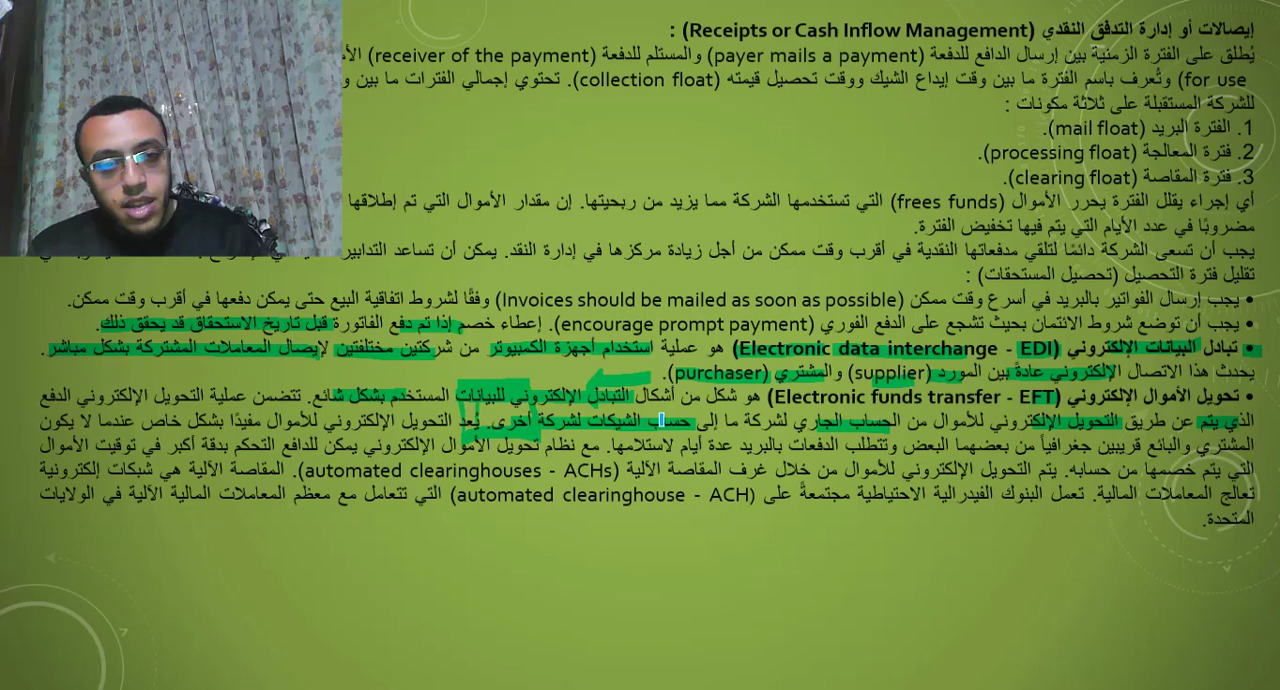 إيصالات أو إدارة التدفق النقدي (Receipts or Cash Inflow Management) :
يُطلق على الفترة الزمنية بين إرسال الدافع للدفعة (payer mails a payment) والمستلم للدفعة (receiver of the payment)
for use) وتُعرف باسم الفترة ما بين وقت إيداع الشيك ووقت تحصيل قيمته (collection float). تحتوي إجمالي الفترات ما بين
للشركة المستقبلة على ثلاثة مكونات :
1. الفترة البريد (mail float).
2. فترة المعالجة (processing float).
3. فترة المقاصة (clearing float).
أي إجراء يقلل الفترة يحرر الأموال (frees funds) التي تستخدمها الشركة مما يزيد من ربحيتها. إن مقدار الأموال التي تم إطلاقها
مضروبًا في عدد الأيام التي يتم فيها تخفيض الفترة.
يجب أن تسعى الشركة دائمًا لتلقي مدفعاتها النقدية في أقرب وقت ممكن من أجل زيادة مركزها في إدارة النقد. يمكن أن تساعد التدابير
تقليل فترة التحصيل (تحصيل المستحقات) :
• يجب إرسال الفواتير بالبريد في أسرع وقت ممكن (Invoices should be mailed as soon as possible) وفقًا لشروط اتفاقية البيع حتى يمكن دفعها في أقرب وقت ممكن.
• يجب أن توضع شروط الائتمان بحيث تشجع على الدفع الفوري (encourage prompt payment). إعطاء خصم إذا تم دفع الفاتورة قبل تاريخ الاستحقاق قد يحقق ذلك.
• تبادل البيانات الإلكتروني (Electronic data interchange - EDI) هو عملية استخدام أجهزة الكمبيوتر من شركتين مختلفتين لإيصال المعاملات المشتركة بشكل مباشر.
يحدث هذا الاتصال الإلكتروني عادةً بين المورد (supplier) والمشتري (purchaser).
• تحويل الأموال الإلكتروني (Electronic funds transfer - EFT) هو شكل من أشكال التبادل الإلكتروني للبيانات المستخدم بشكل شائع. تتضمن عملية التحويل الإلكتروني الدفع
الذي يتم عن طريق التحويل الإلكتروني للأموال من الحساب الجاري لشركة ما إلى حساب الشيكات لشركة أخرى. يُعد التحويل الإلكتروني للأموال مفيدًا بشكل خاص عندما لا يكون
المشتري والبائع قريبين جغرافياً من بعضهما البعض وتتطلب الدفعات بالبريد عدة أيام لاستلامها. مع نظام تحويل الأموال الإلكتروني يمكن للدافع التحكم بدقة أكبر في توقيت الأموال
التي يتم خصمها من حسابه. يتم التحويل الإلكتروني للأموال من خلال غرف المقاصة الآلية (automated clearinghouses - ACHs). المقاصة الآلية هي شبكات إلكترونية
تعالج المعاملات المالية. تعمل البنوك الفيدرالية الاحتياطية مجتمعةً على (automated clearinghouse - ACH) التي تتعامل مع معظم المعاملات المالية الآلية في الولايات
المتحدة.